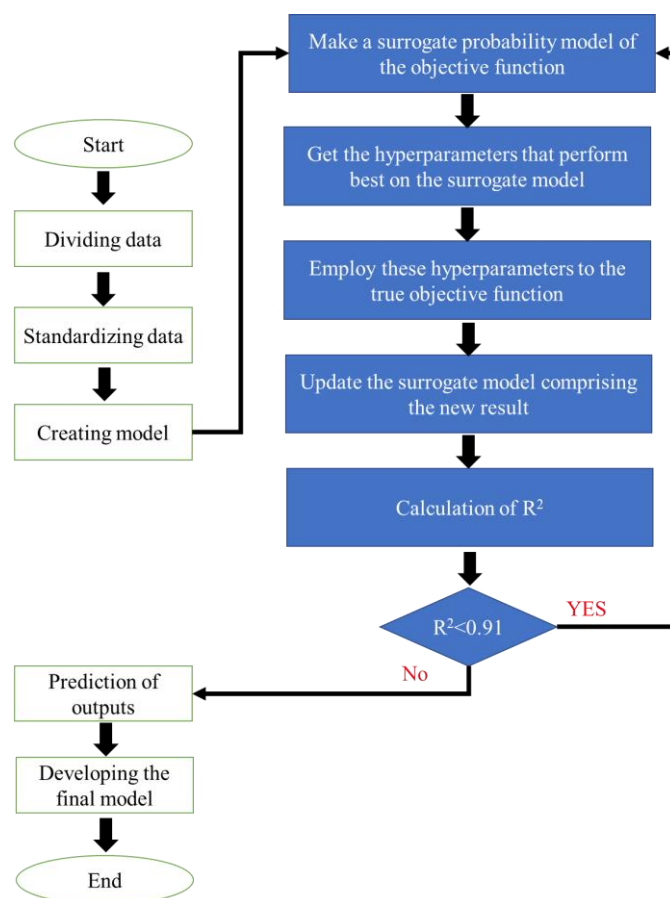 Start
Dividing data
Standardizing data
Creating model
Make a surrogate probability model of
the objective function
Get the hyperparameters that perform
best on the surrogate model
Employ these hyperparameters to the
true objective function
Update the surrogate model comprising
the new result
Calculation of R²
R²<0.91
YES
No
Prediction of
outputs
Developing the
final model
End